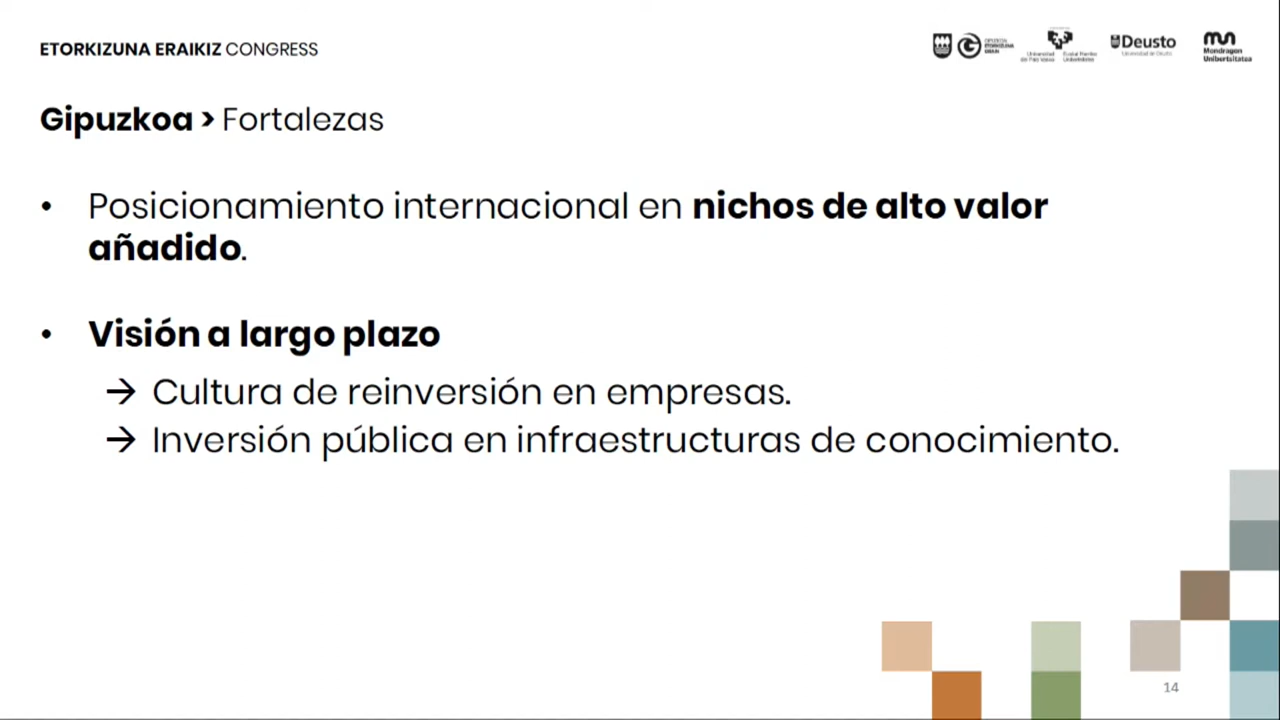 ETORKIZUNA ERAIKIZ CONGRESS
Deusto
Mondragon
Unibertsitatea
Gipuzkoa > Fortalezas
• Posicionamiento internacional en nichos de alto valor
añadido.
• Visión a largo plazo
→ Cultura de reinversión en empresas.
→ Inversión pública en infraestructuras de conocimiento.
14